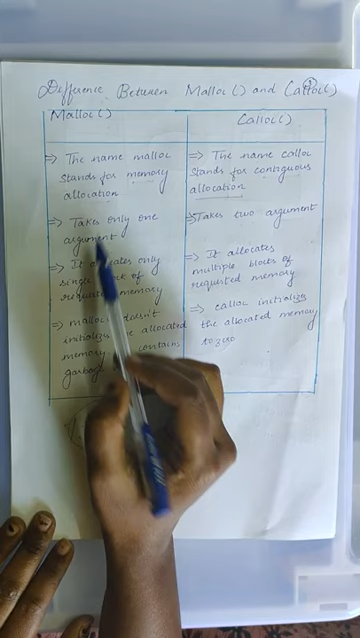 Difference Between Malloc() and Calloc()
Malloc()
⇒ The name malloc
stands for memory
allocation
⇒ Takes only one
argument
⇒ It allocates only
single block of
requested memory
⇒ malloc doesn't
initializes the allocated
memory contains
garbage
Calloc()
⇒ The name calloc
stands for contiguous
allocation
⇒ Takes two argument
⇒ It allocates
multiple blocks of
requested memory
⇒ calloc initializes
the allocated memory
to zero